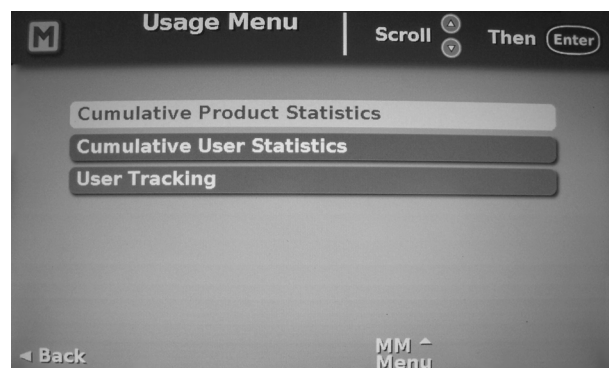 M
Usage Menu
Scroll
Then Enter
Cumulative Product Statistics
Cumulative User Statistics
User Tracking
Back
MM
Menu